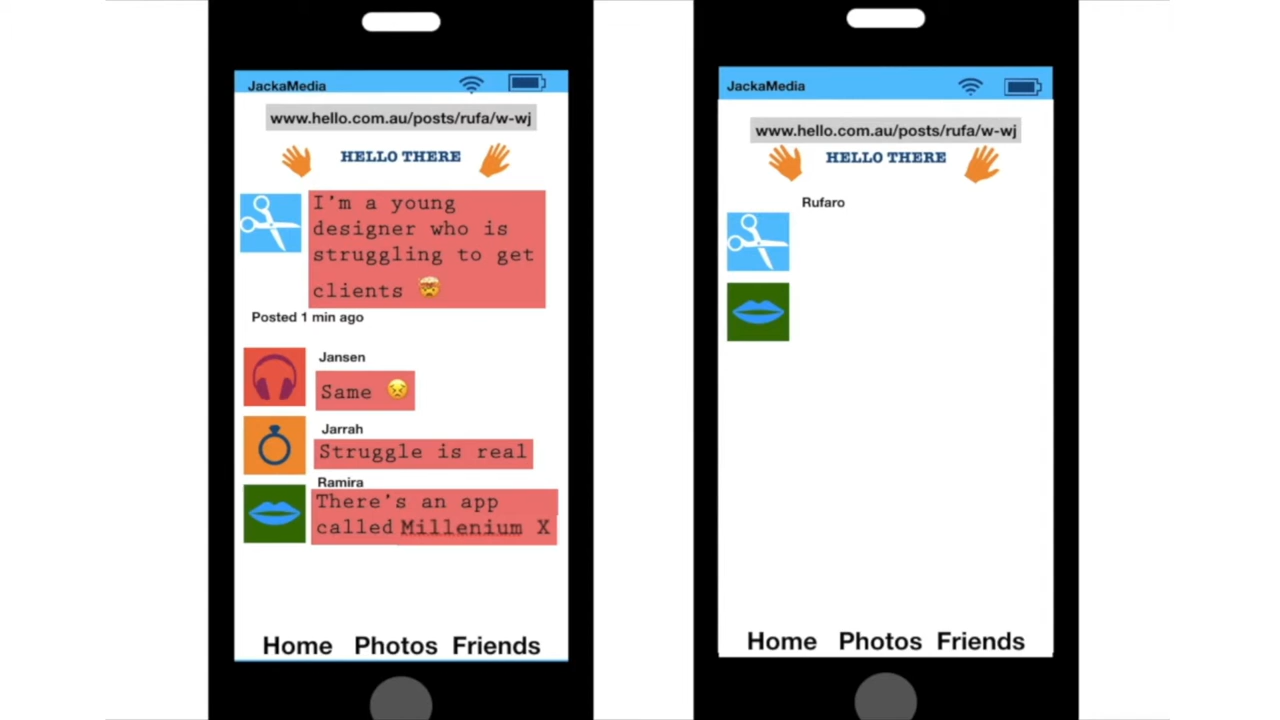 JackaMedia
www.hello.com.au/posts/rufa/w-wj
HELLO THERE
I'm a young
designer who is
struggling to get
clients 🤯
Posted 1 min ago
Jansen
Same 😣
Jarrah
Struggle is real
Ramira
There's an app
called Millenium X
Home Photos Friends
JackaMedia
www.hello.com.au/posts/rufa/w-wj
HELLO THERE
Rufaro
Home Photos Friends